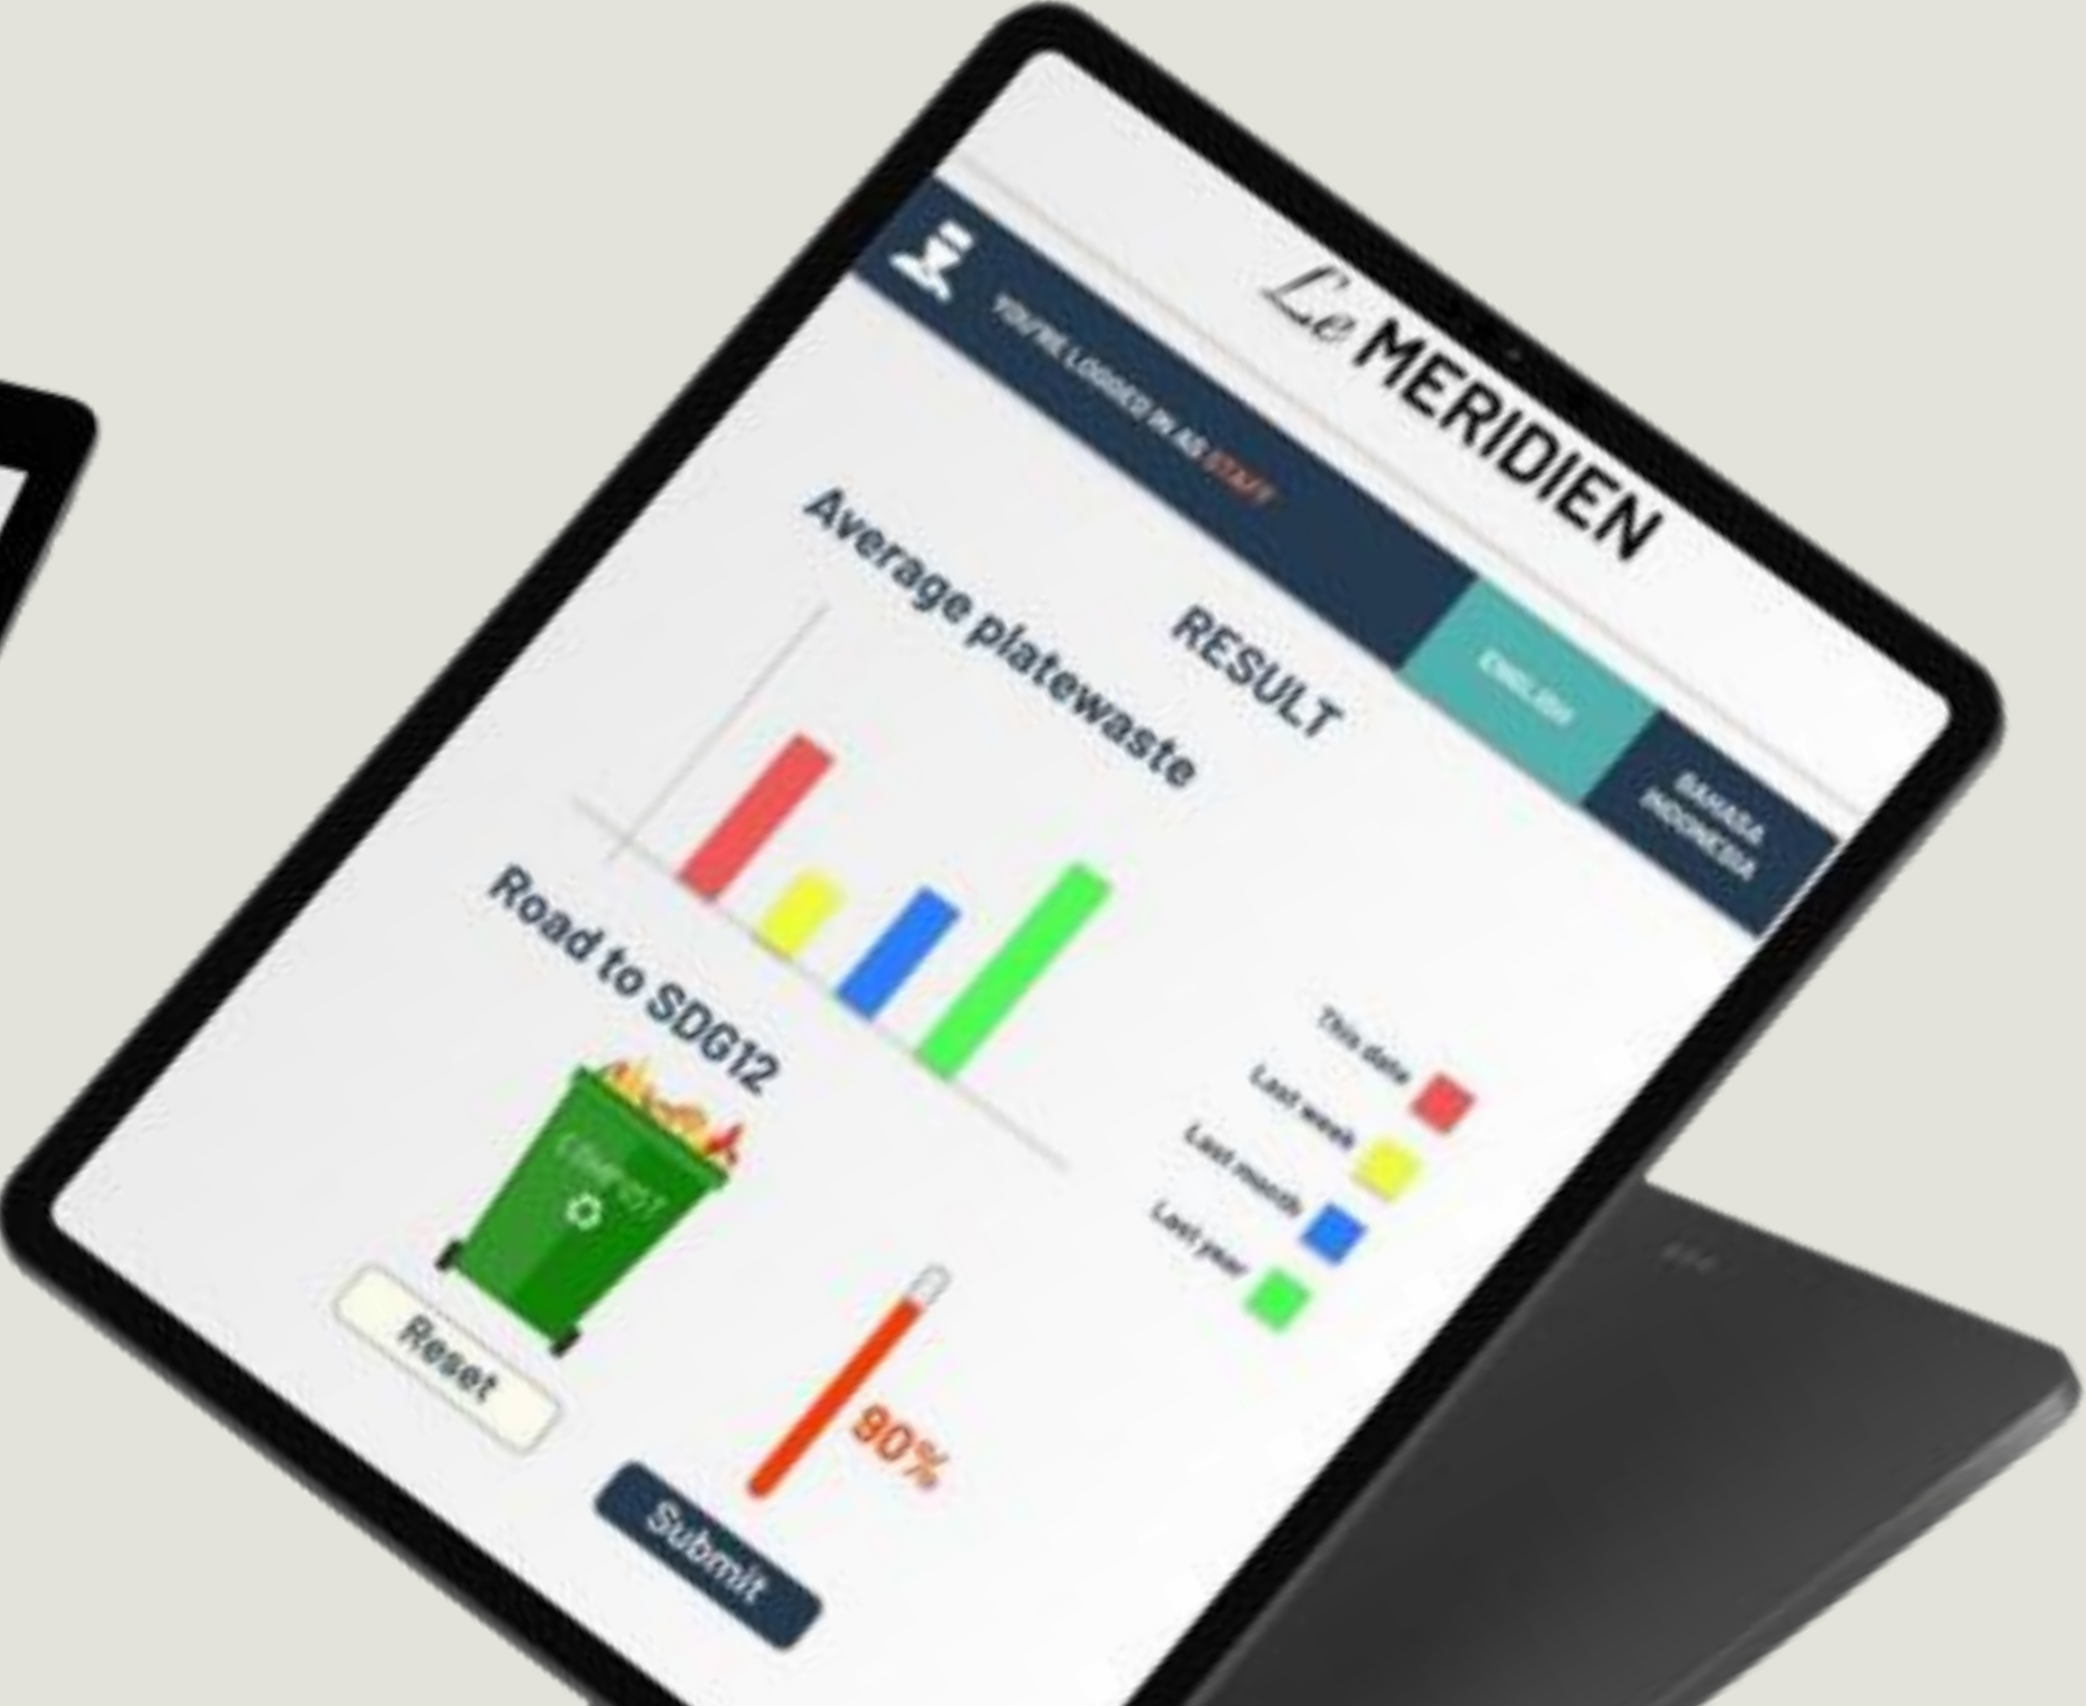 Le MERIDIEN
YOU'RE LOGGED IN AS STAFF
ENGLISH
BAHASA
INDONESIA
RESULT
Average platewaste
This date
Last week
Last month
Last year
Road to SDG12
COMPOST
90%
Reset
Submit